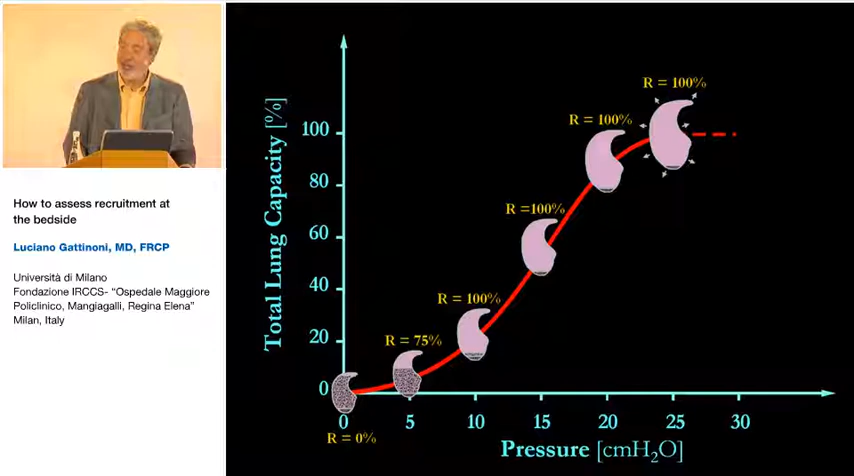 How to assess recruitment at
the bedside
Luciano Gattinoni, MD, FRCP
Università di Milano
Fondazione IRCCS- “Ospedale Maggiore
Policlinico, Mangiagalli, Regina Elena”
Milan, Italy
Total Lung Capacity [%]
100
80
60
40
20
0
R = 0%
R = 75%
R = 100%
R =100%
R = 100%
R = 100%
0 5 10 15 20 25 30
Pressure [cmH₂O]